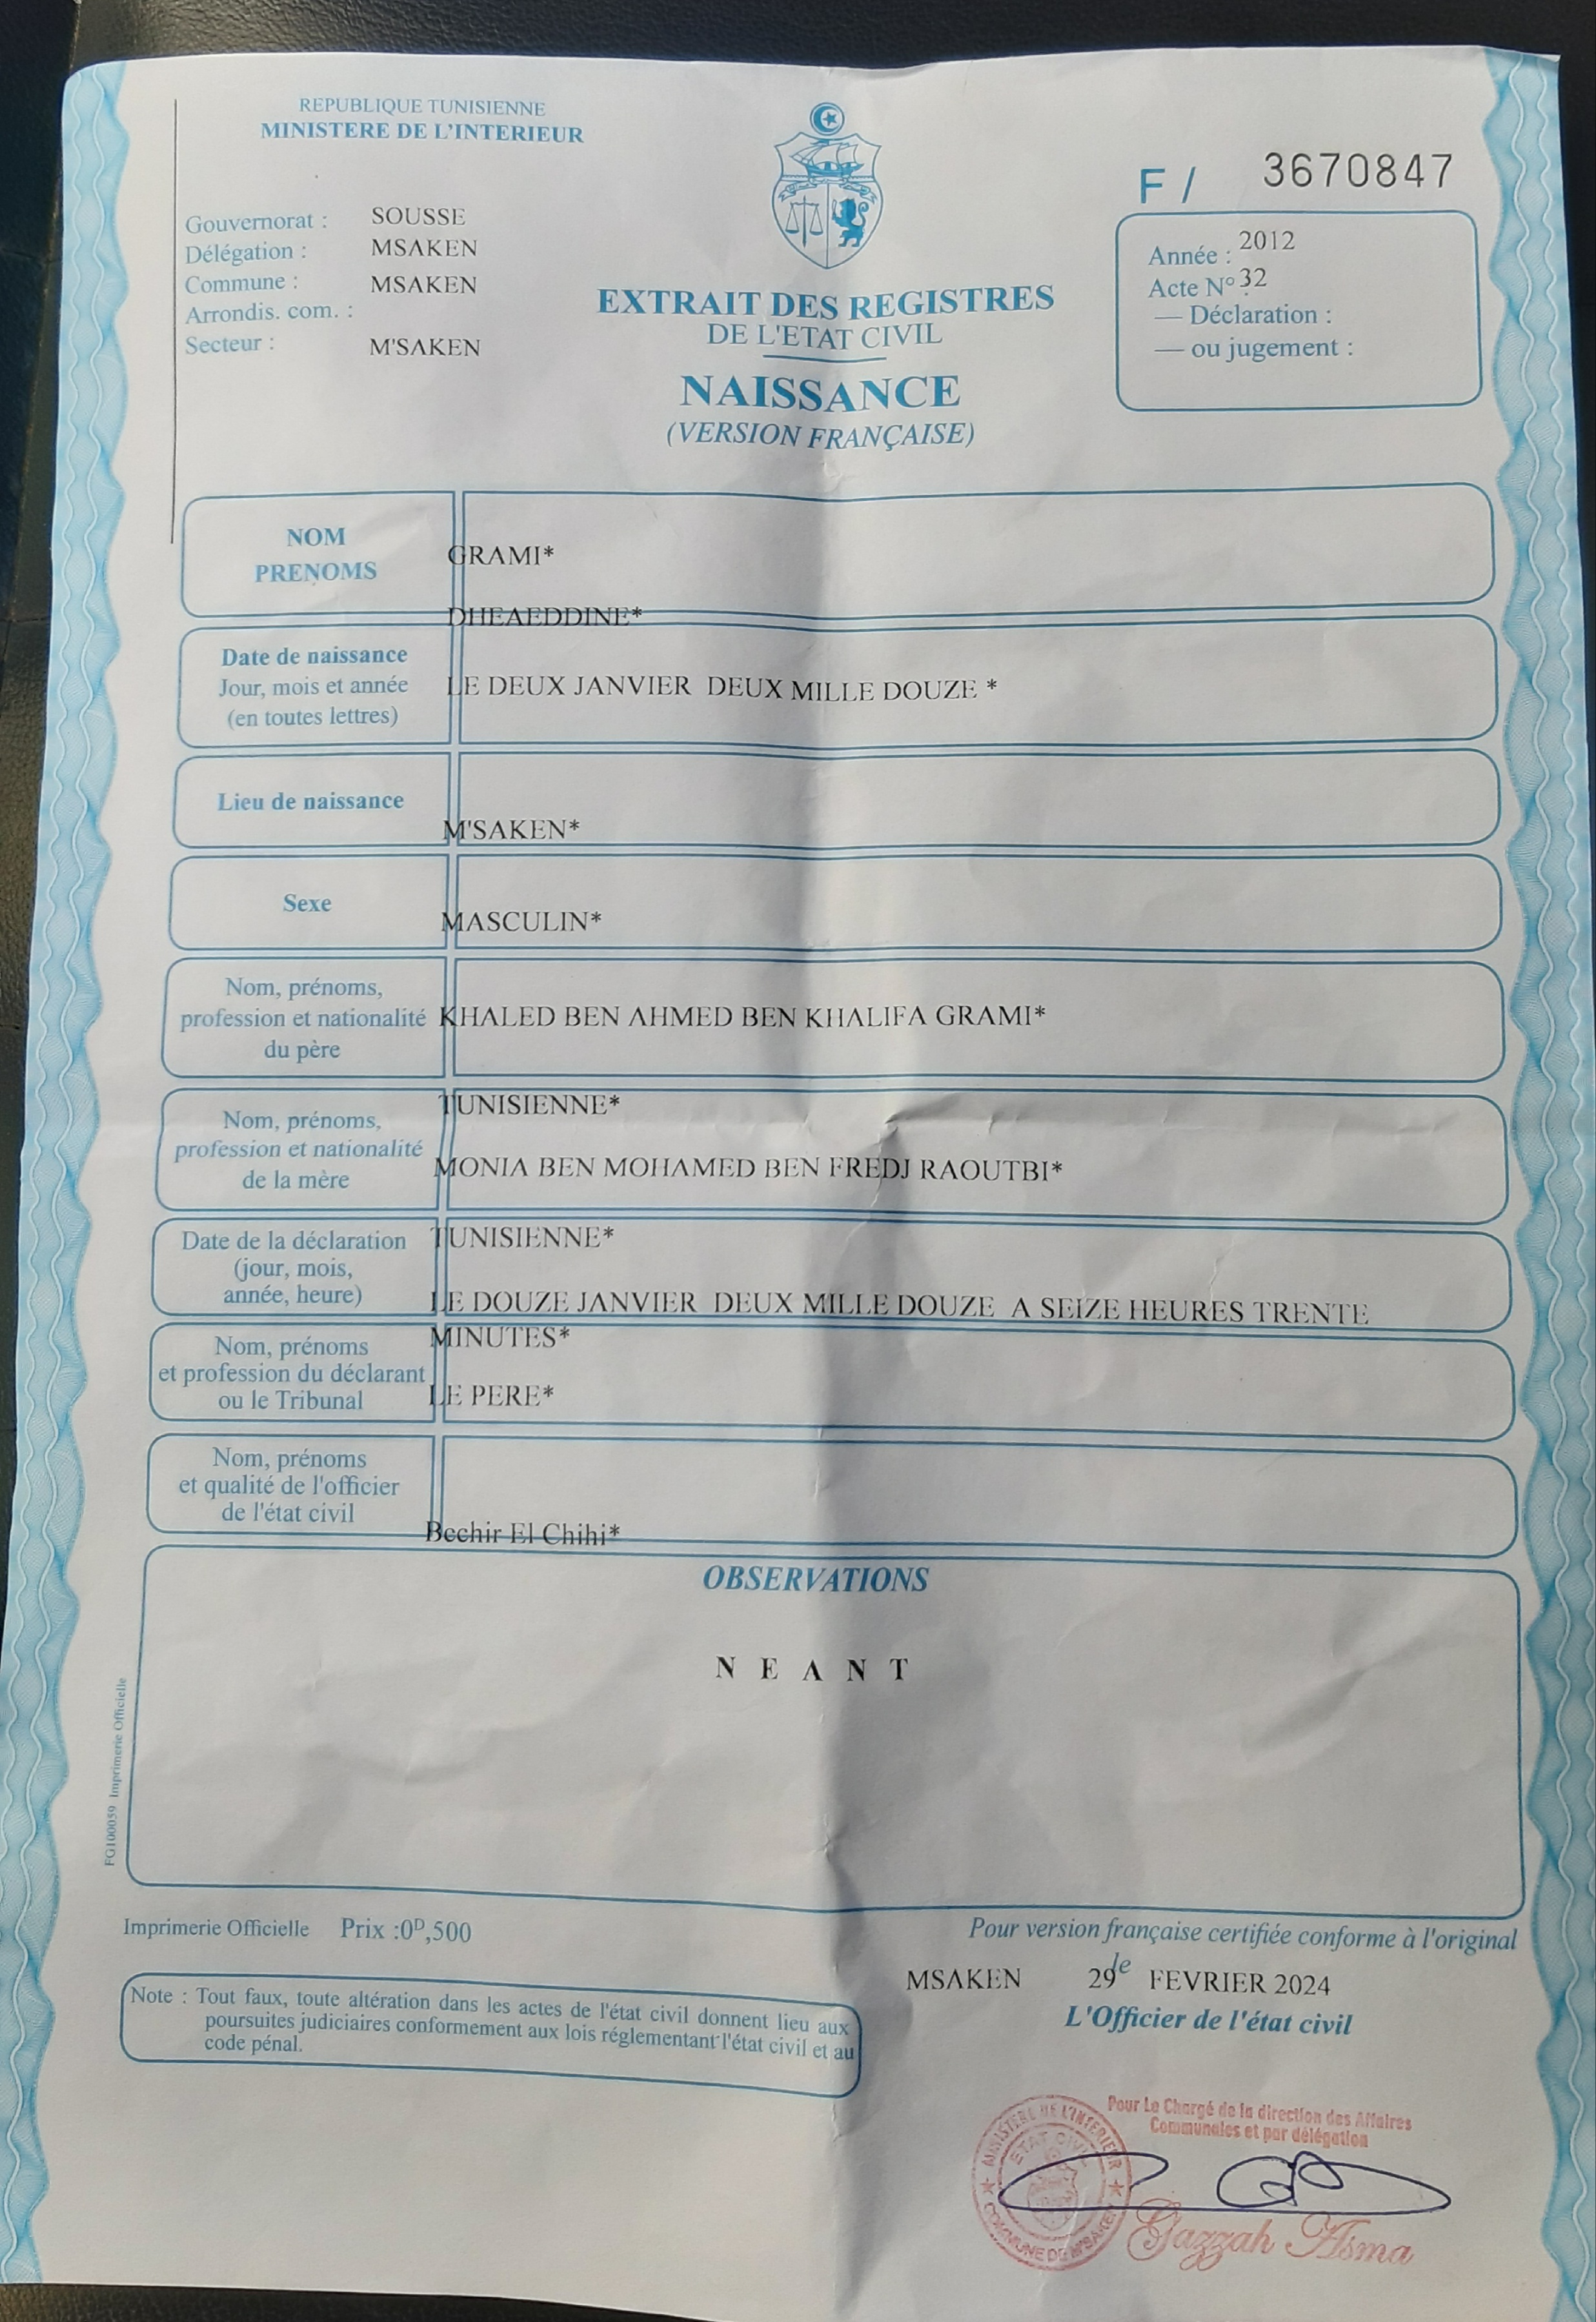 REPUBLIQUE TUNISIENNE
MINISTERE DE L'INTERIEUR
F / 3670847
Gouvernorat : SOUSSE
Délégation : MSAKEN
Commune : MSAKEN
Arrondis. com. :
Secteur : M'SAKEN
EXTRAIT DES REGISTRES
DE L'ETAT CIVIL
NAISSANCE
(VERSION FRANÇAISE)
Année : 2012
Acte N° 32
— Déclaration :
— ou jugement :
NOM
PRENOMS
GRAMI*
DHEAEDDINE*
Date de naissance
Jour, mois et année
(en toutes lettres)
LE DEUX JANVIER DEUX MILLE DOUZE *
Lieu de naissance
M'SAKEN*
Sexe
MASCULIN*
Nom, prénoms,
profession et nationalité
du père
KHALED BEN AHMED BEN KHALIFA GRAMI*
TUNISIENNE*
Nom, prénoms,
profession et nationalité
de la mère
MONIA BEN MOHAMED BEN FREDJ RAOUTBI*
TUNISIENNE*
Date de la déclaration
(jour, mois,
année, heure)
LE DOUZE JANVIER DEUX MILLE DOUZE A SEIZE HEURES TRENTE
MINUTES*
Nom, prénoms
et profession du déclarant
ou le Tribunal
LE PERE*
Nom, prénoms
et qualité de l'officier
de l'état civil
Bechir El Chihi*
OBSERVATIONS
N E A N T
FG100059 Imprimerie Officielle
Imprimerie Officielle Prix :0ᴰ,500
Pour version française certifiée conforme à l'original
MSAKEN 29 le FEVRIER 2024
L'Officier de l'état civil
Note : Tout faux, toute altération dans les actes de l'état civil donnent lieu aux
poursuites judiciaires conformement aux lois réglementant l'état civil et au
code pénal.
Pour Le Chargé de la direction des Affaires
Communales et par délégation
MINISTERE DE L'INTERIEUR
ETAT CIVIL
COMMUNE DE M'SAKEN
Gazzah Asma